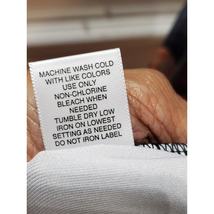 MACHINE WASH COLD
WITH LIKE COLORS
USE ONLY
NON-CHLORINE
BLEACH WHEN
NEEDED
TUMBLE DRY LOW
IRON ON LOWEST
SETTING AS NEEDED
DO NOT IRON LABEL